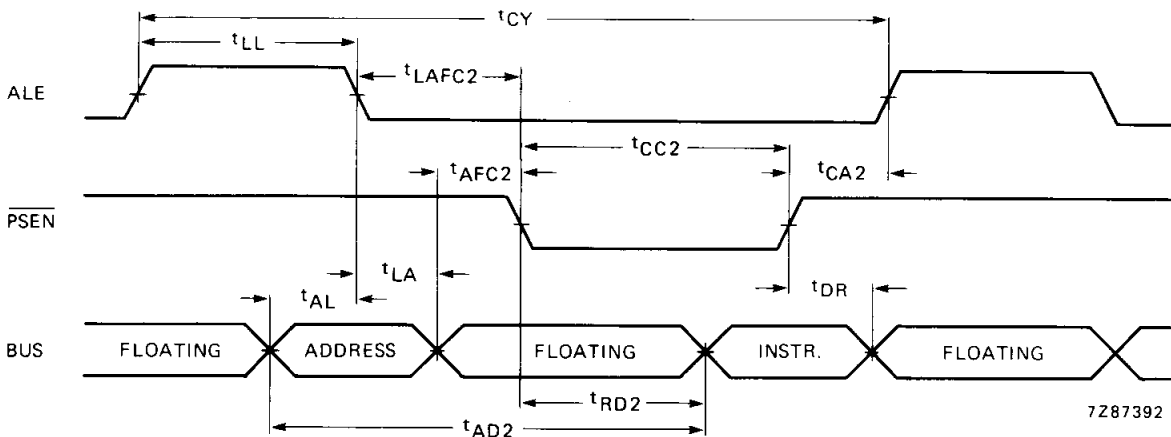 tCY
tLL
tLAFC2
ALE
tCC2
tAFC2
tCA2
PSEN
tLA
tDR
tAL
BUS FLOATING ADDRESS FLOATING INSTR. FLOATING
tRD2
tAD2
7Z87392